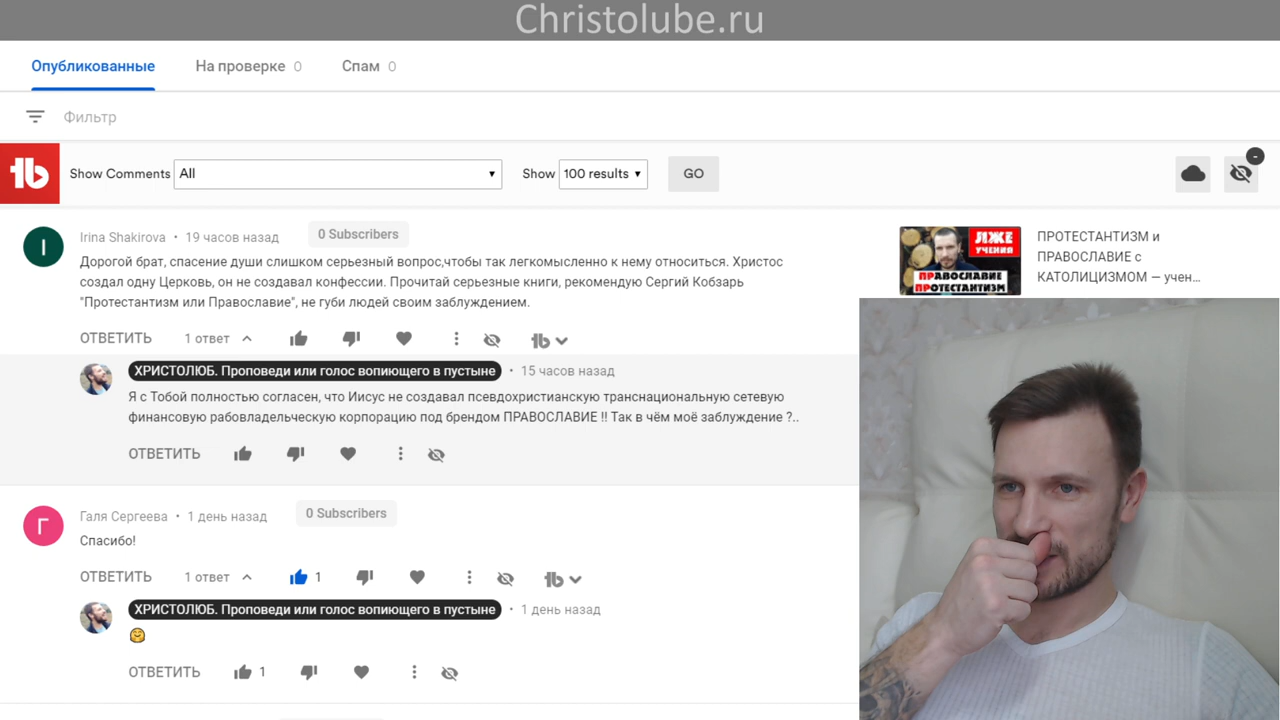 Christolube.ru
Опубликованные
На проверке 0
Спам 0
Фильтр
tb
Show Comments
All
Show
100 results
GO
-
I
Irina Shakirova • 19 часов назад
0 Subscribers
Дорогой брат, спасение души слишком серьезный вопрос,чтобы так легкомысленно к нему относиться. Христос
создал одну Церковь, он не создавал конфессии. Прочитай серьезные книги, рекомендую Сергий Кобзарь
"Протестантизм или Православие", не губи людей своим заблуждением.
ЛЖЕ
УЧЕНИЯ
ПРАВОСЛАВИЕ
ПРОТЕСТАНТИЗМ
ПРОТЕСТАНТИЗМ и
ПРАВОСЛАВИЕ с
КАТОЛИЦИЗМОМ — учен...
ОТВЕТИТЬ
1 ответ
tb
ХРИСТОЛЮБ. Проповеди или голос вопиющего в пустыне • 15 часов назад
Я с Тобой полностью согласен, что Иисус не создавал псевдохристианскую транснациональную сетевую
финансовую рабовладельческую корпорацию под брендом ПРАВОСЛАВИЕ !! Так в чём моё заблуждение ?..
ОТВЕТИТЬ
Г
Галя Сергеева • 1 день назад
0 Subscribers
Спасибо!
ОТВЕТИТЬ
1 ответ
1
tb
ХРИСТОЛЮБ. Проповеди или голос вопиющего в пустыне • 1 день назад
ОТВЕТИТЬ
1